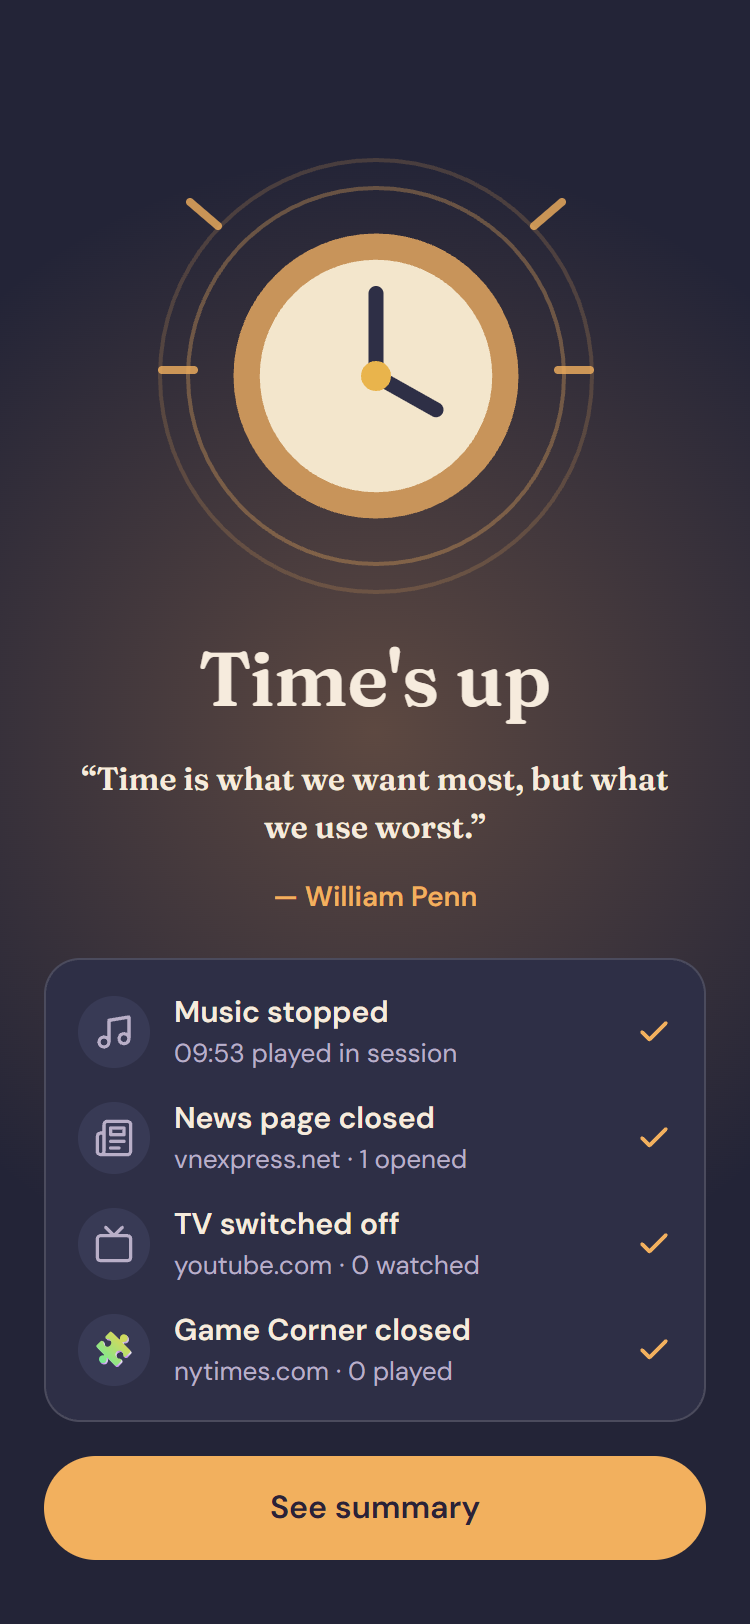 Time's up
“Time is what we want most, but what
we use worst.”
— William Penn
Music stopped
09:53 played in session
News page closed
vnexpress.net · 1 opened
TV switched off
youtube.com · 0 watched
Game Corner closed
nytimes.com · 0 played
See summary